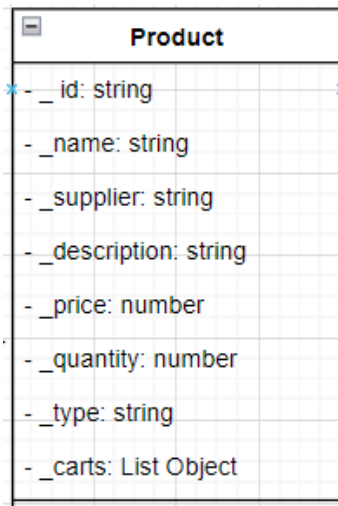 Product
- _ id: string
- _name: string
- _supplier: string
- _description: string
- _price: number
- _quantity: number
- _type: string
- _carts: List Object